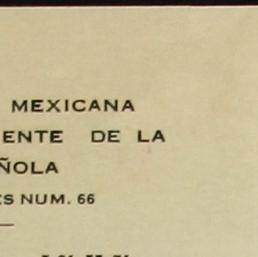 MEXICANA
ENTE DE LA
ÑOLA
ES NUM. 66